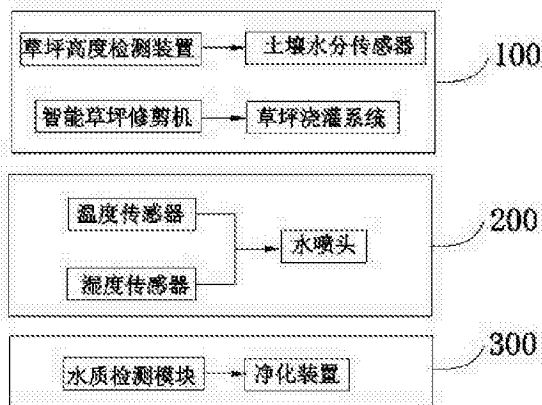 草坪高度检测装置 土壤水分传感器
100
智能草坪修剪机 草坪浇灌系统
温度传感器
200
水喷头
湿度传感器
300
水质检测模块 净化装置